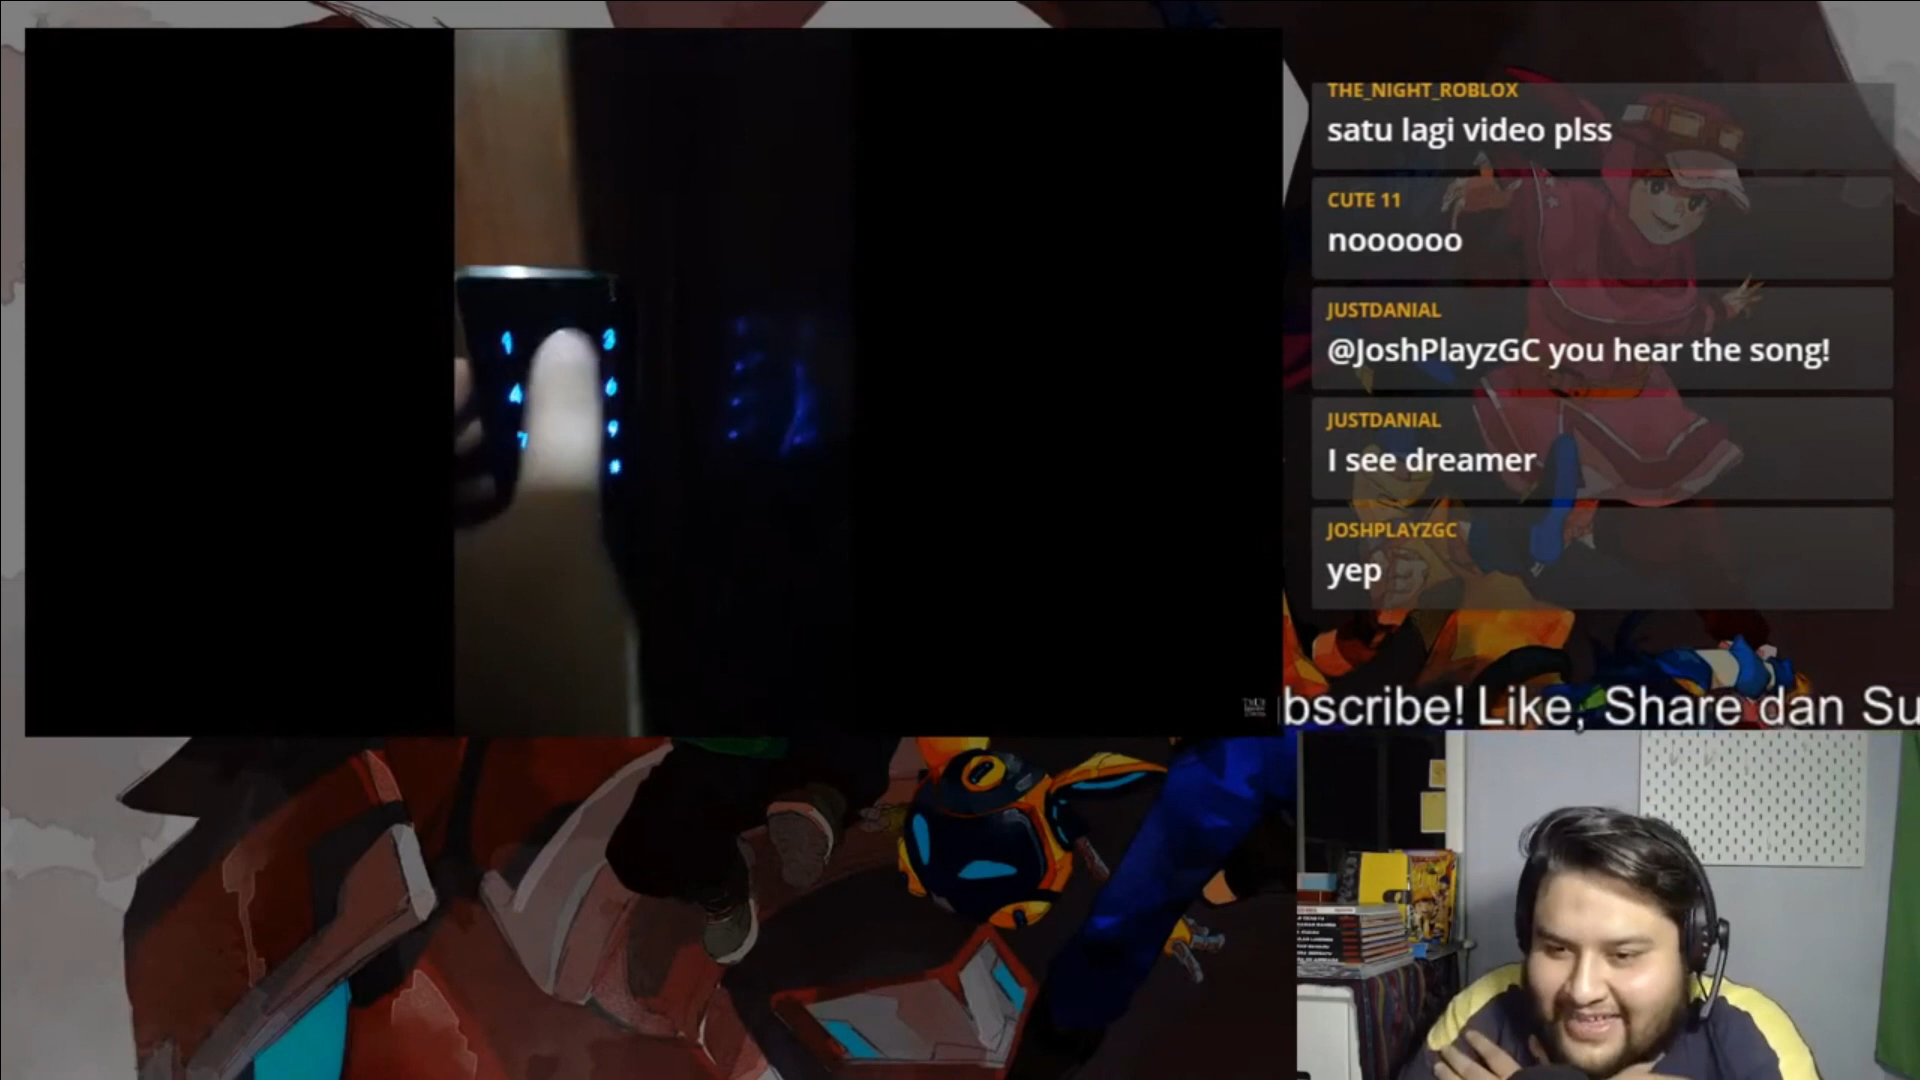 THE_NIGHT_ROBLOX
satu lagi video plss
CUTE 11
noooooo
JUSTDANIAL
@JoshPlayzGC you hear the song!
JUSTDANIAL
I see dreamer
JOSHPLAYZGC
yep
bscribe! Like, Share dan Su
1 3
4 6
7 9
#